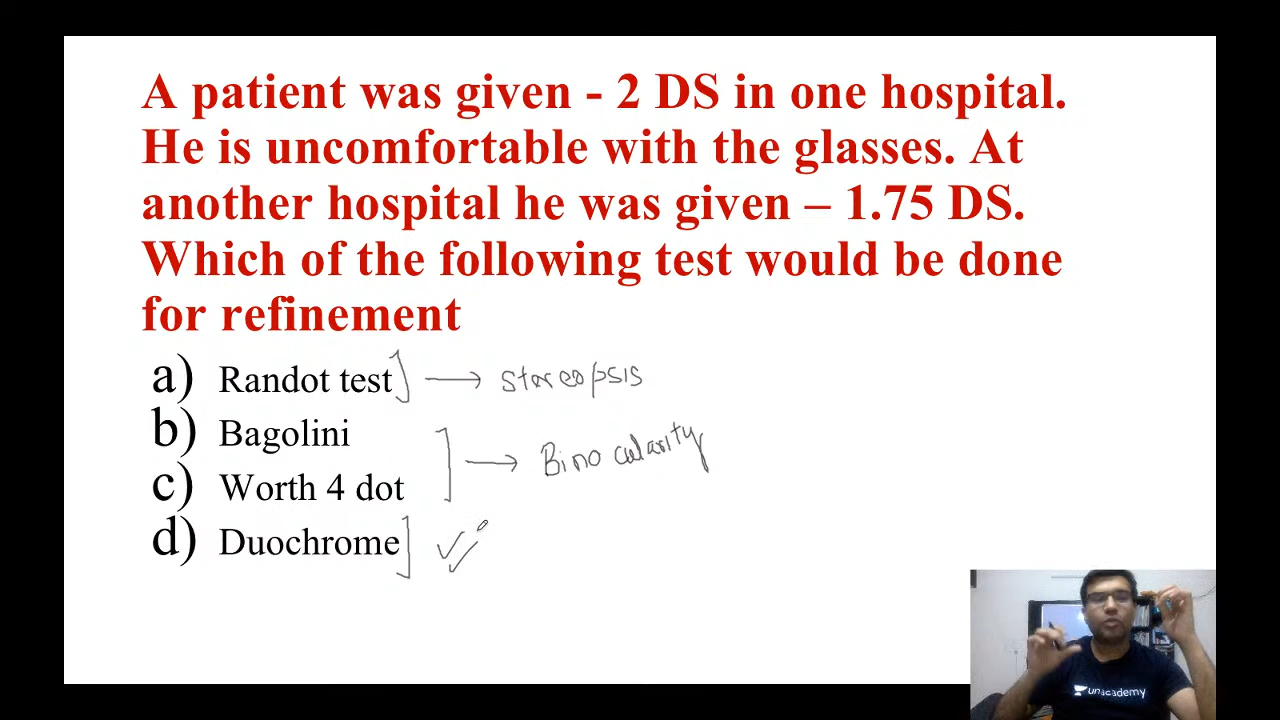 A patient was given - 2 DS in one hospital.
He is uncomfortable with the glasses. At
another hospital he was given – 1.75 DS.
Which of the following test would be done
for refinement
a) Randot test] → stereopsis
b) Bagolini
] → Binocularity
c) Worth 4 dot
d) Duochrome] ✓✓
unacademy